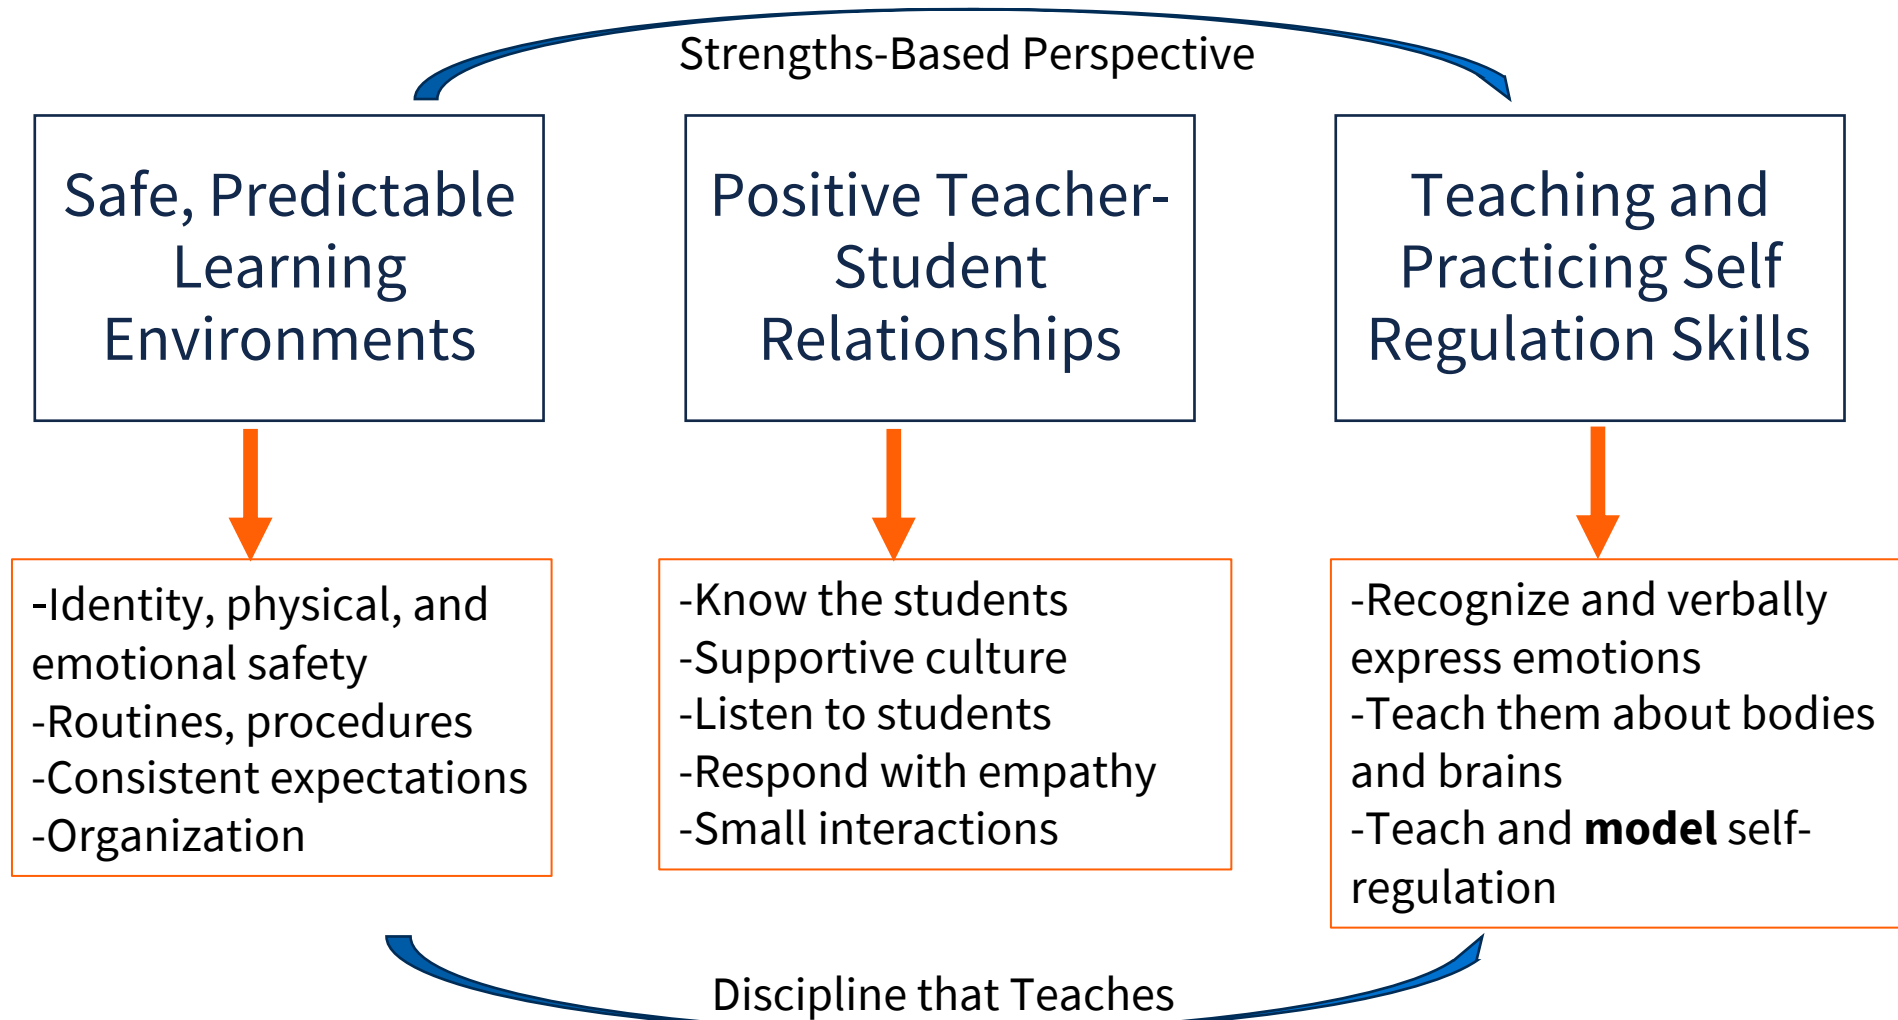 Strengths-Based Perspective
Safe, Predictable
Learning
Environments
Positive Teacher-
Student
Relationships
Teaching and
Practicing Self
Regulation Skills
-Identity, physical, and
emotional safety
-Routines, procedures
-Consistent expectations
-Organization
-Know the students
-Supportive culture
-Listen to students
-Respond with empathy
-Small interactions
-Recognize and verbally
express emotions
-Teach them about bodies
and brains
-Teach and model self-
regulation
Discipline that Teaches